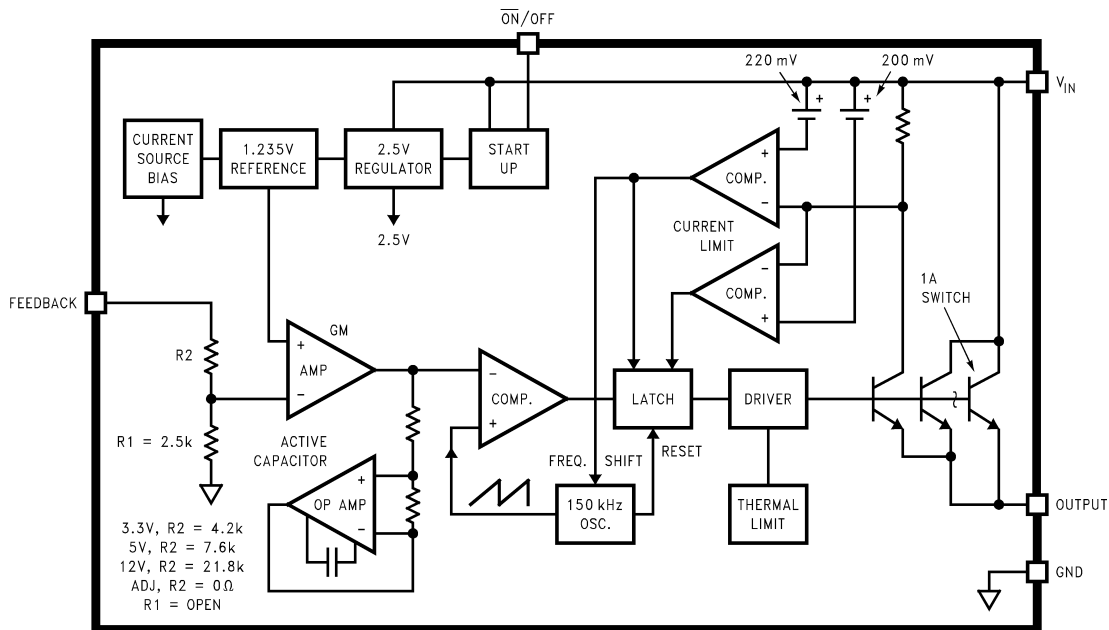 ON/OFF
220 mV
200 mV
+
+
VIN
CURRENT
SOURCE
BIAS
1.235V
REFERENCE
2.5V
REGULATOR
START
UP
2.5V
+
COMP.
−
CURRENT
LIMIT
−
COMP.
+
1A
SWITCH
FEEDBACK
R2
R1 = 2.5k
GM
+
AMP
−
−
COMP.
+
LATCH
DRIVER
ACTIVE
CAPACITOR
+
OP AMP
−
FREQ. SHIFT
RESET
150 kHz
OSC.
THERMAL
LIMIT
OUTPUT
GND
3.3V, R2 = 4.2k
5V, R2 = 7.6k
12V, R2 = 21.8k
ADJ, R2 = 0Ω
R1 = OPEN